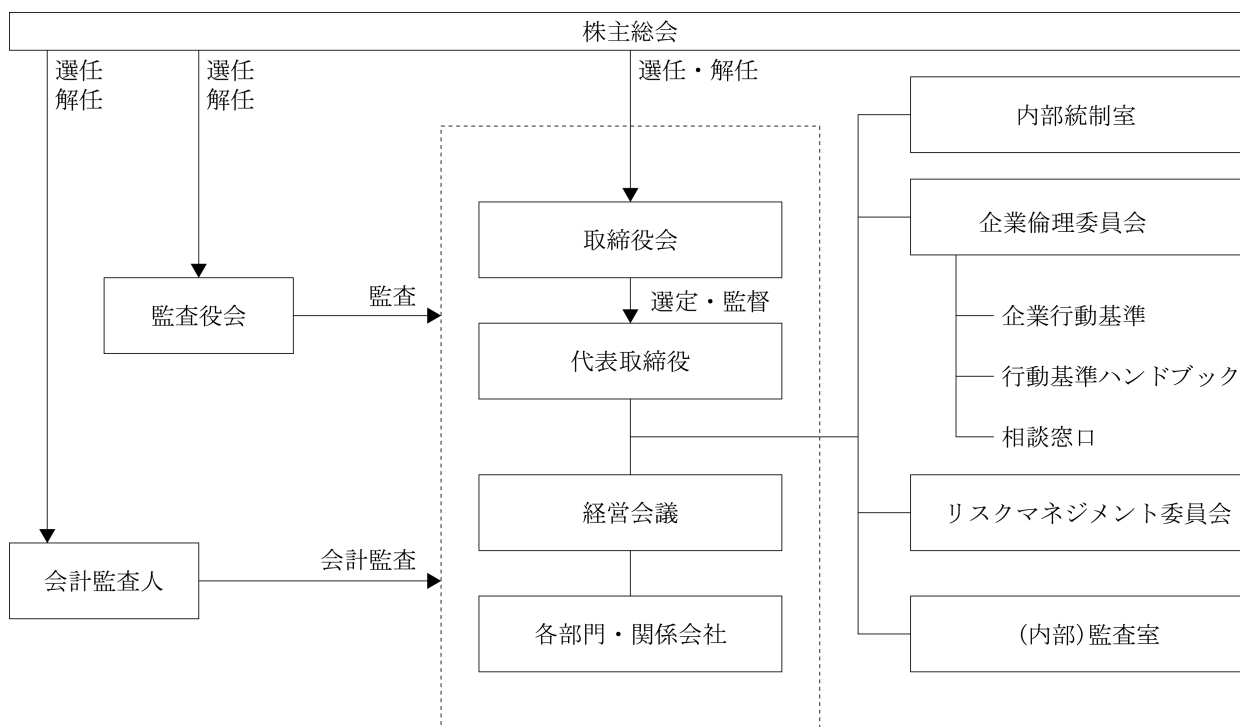 株主総会
選任
解任
選任
解任
選任・解任
内部統制室
企業倫理委員会
取締役会
監査役会
監査
選定・監督
企業行動基準
代表取締役
行動基準ハンドブック
相談窓口
経営会議
リスクマネジメント委員会
会計監査人
会計監査
各部門・関係会社
(内部)監査室